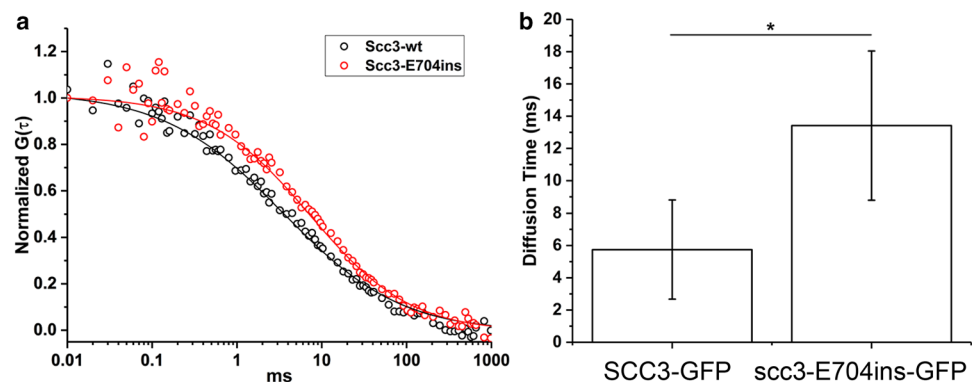 a
Normalized G(τ)
1.2
1.0
0.8
0.6
0.4
0.2
0.0
0.01
0.1
1
10
100
1000
ms
Scc3-wt
Scc3-E704ins
b
Diffusion Time (ms)
20
18
16
14
12
10
8
6
4
2
0
*
SCC3-GFP
scc3-E704ins-GFP